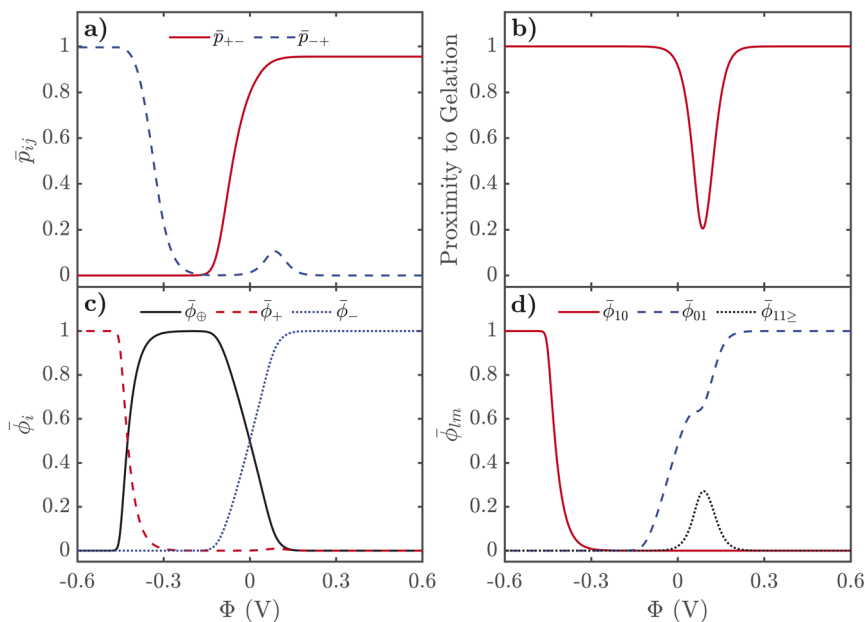 a)
p̄₊₋
p̄₋₊
1
0.8
0.6
0.4
0.2
0
p̄ᵢⱼ
b)
1
0.8
0.6
0.4
0.2
0
Proximity to Gelation
c)
ϕ̄⊕
ϕ̄₊
ϕ̄₋
1
0.8
0.6
0.4
0.2
0
ϕ̄ᵢ
-0.6 -0.3 0 0.3 0.6
Φ (V)
d)
ϕ̄₁₀
ϕ̄₀₁
ϕ̄₁₁≥
1
0.8
0.6
0.4
0.2
0
ϕ̄ₗₘ
-0.6 -0.3 0 0.3 0.6
Φ (V)